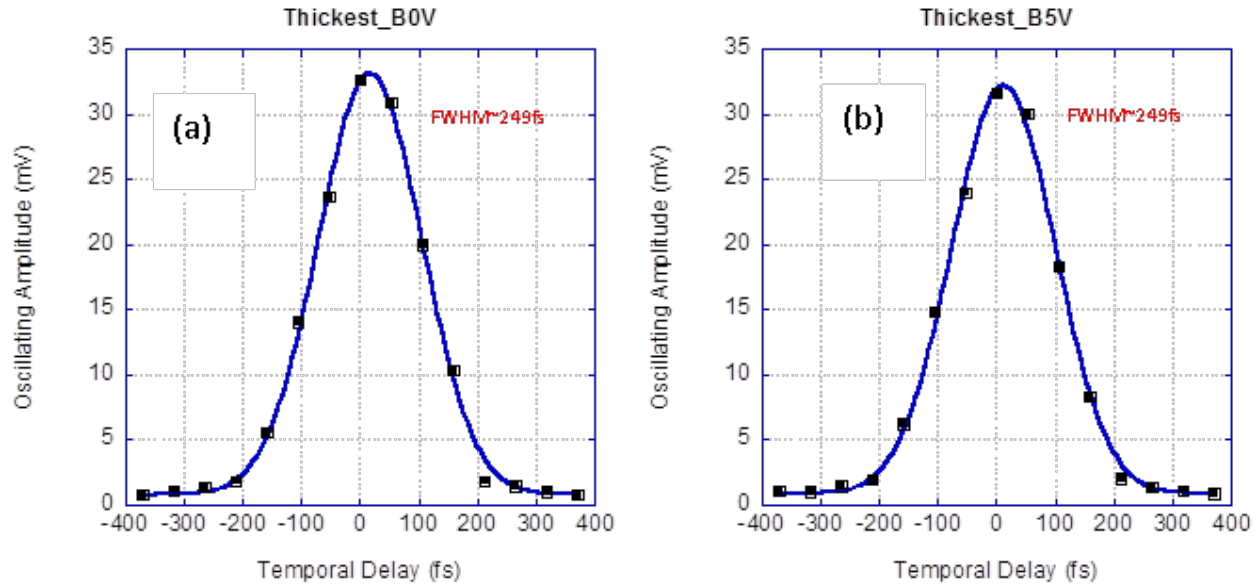 Thickest_B0V
35
30
25
20
15
10
5
0
-400 -300 -200 -100 0 100 200 300 400
Oscillating Amplitude (mV)
Temporal Delay (fs)
(a)
FWHM~249fs
Thickest_B5V
35
30
25
20
15
10
5
0
-400 -300 -200 -100 0 100 200 300 400
Oscillating Amplitude (mV)
Temporal Delay (fs)
(b)
FWHM~249fs